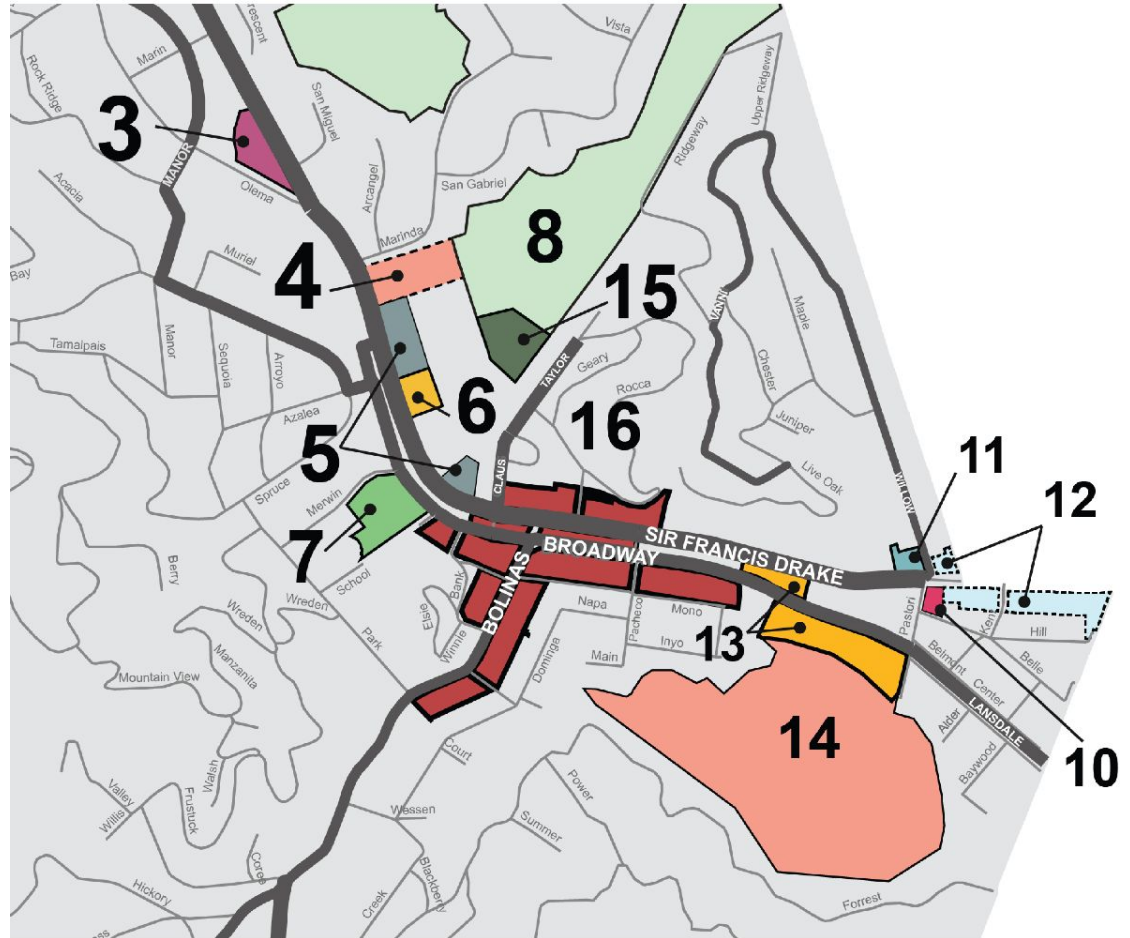 Crescent
Vista
Marin
Rock Ridge
San Miguel
Upper Ridgeway
3
MANOR
Ridgeway
Acacia
Olema
Arcangel
San Gabriel
8
Marinda
Muriel
Bay
4
15
VANNI
Maple
Tamalpais
Manor
Sequoia
Arroyo
TAYLOR
Geary
Rocca
Chester
Juniper
Azalea
6
16
5
Live Oak
WILLOW
11
12
Spruce
Merwin
CLAUS
7
SIR FRANCIS DRAKE
BROADWAY
BOLINAS
School
Bank
Berry
Wreden
Wreden
Elsie
Winnie
Napa
Pacheco
Mono
Inyo
Main
13
Pastori
Kent
Hill
Belmont
Belle
Center
Park
Manzanita
Mountain View
Dominga
14
Alder
LANSDALE
Baywood
10
Court
Power
Walsh
Valley
Willis
Frustuck
Wessen
Summer
Coree
Blackberry
Hickory
Creek
Forrest